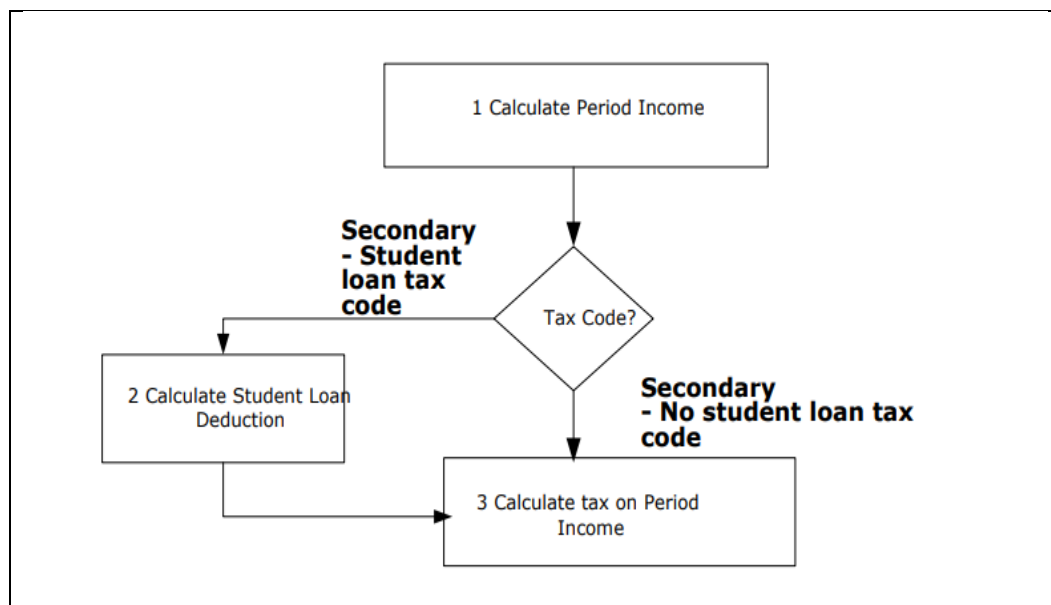 1 Calculate Period Income
Secondary
- Student
loan tax
code
Tax Code?
2 Calculate Student Loan
Deduction
Secondary
- No student loan tax
code
3 Calculate tax on Period
Income